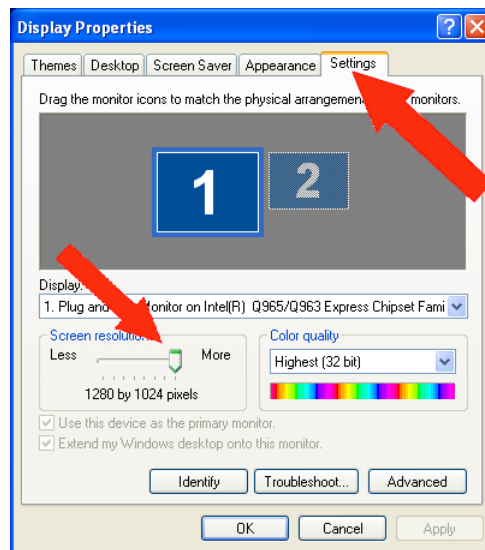 Display Properties
Themes Desktop Screen Saver Appearance Settings
Drag the monitor icons to match the physical monitors.
1 2
Display:
1. Plug and onitor on Intel(R) Q965/Q963 Express Chipset Fami
Screen resolution Color quality
Less More Highest (32 bit)
1280 by 1024 pixels
Use this device as the primary monitor.
Extend my Windows desktop onto this monitor.
Identify Troubleshoot... Advanced
OK Cancel Apply